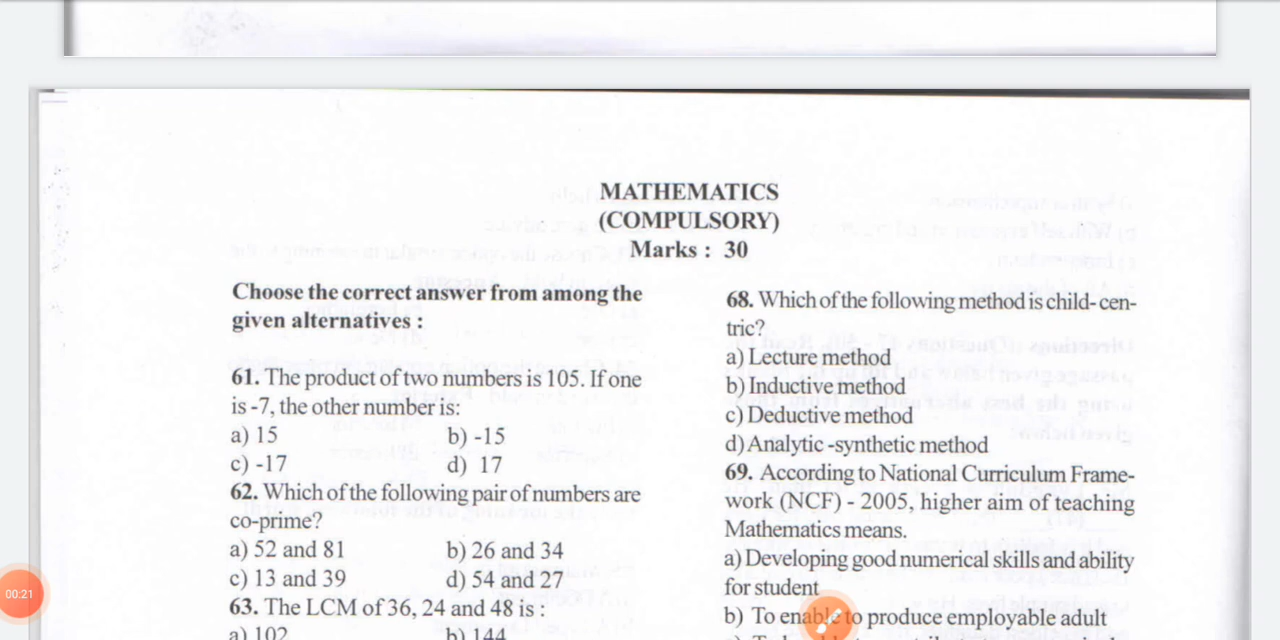 MATHEMATICS
(COMPULSORY)
Marks : 30
Choose the correct answer from among the
given alternatives :
61. The product of two numbers is 105. If one
is -7, the other number is:
a) 15 b) -15
c) -17 d) 17
62. Which of the following pair of numbers are
co-prime?
a) 52 and 81 b) 26 and 34
c) 13 and 39 d) 54 and 27
63. The LCM of 36, 24 and 48 is :
a) 102 b) 144
68. Which of the following method is child- cen-
tric?
a) Lecture method
b) Inductive method
c) Deductive method
d) Analytic -synthetic method
69. According to National Curriculum Frame-
work (NCF) - 2005, higher aim of teaching
Mathematics means.
a) Developing good numerical skills and ability
for student
b) To enable to produce employable adult
00:21